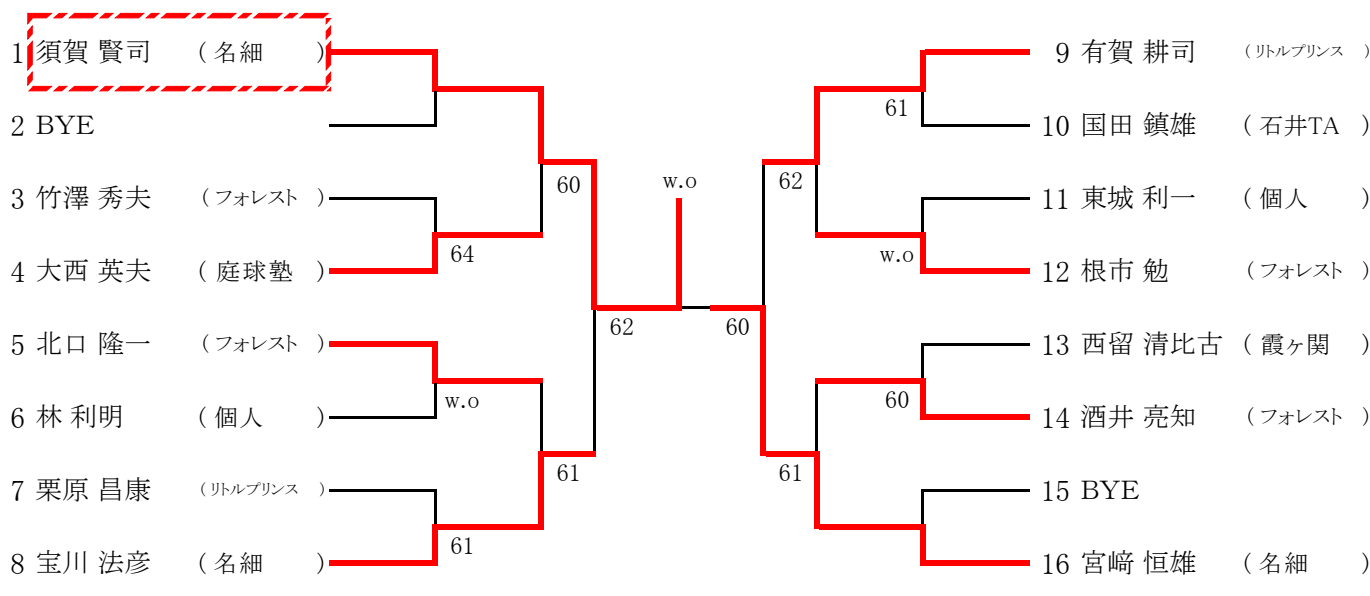 1 須賀 賢司 （ 名細 ）
2 BYE
3 竹澤 秀夫 （ フォレスト ）
4 大西 英夫 （ 庭球塾 ）
5 北口 隆一 （ フォレスト ）
6 林 利明 （ 個人 ）
7 栗原 昌康 （ リトルプリンス ）
8 宝川 法彦 （ 名細 ）
64
w.o
61
60
61
62
w.o
60
62
61
61
w.o
60
9 有賀 耕司 （ リトルプリンス ）
10 国田 鎮雄 （ 石井TA ）
11 東城 利一 （ 個人 ）
12 根市 勉 （ フォレスト ）
13 西留 清比古 （ 霞ヶ関 ）
14 酒井 亮知 （ フォレスト ）
15 BYE
16 宮﨑 恒雄 （ 名細 ）